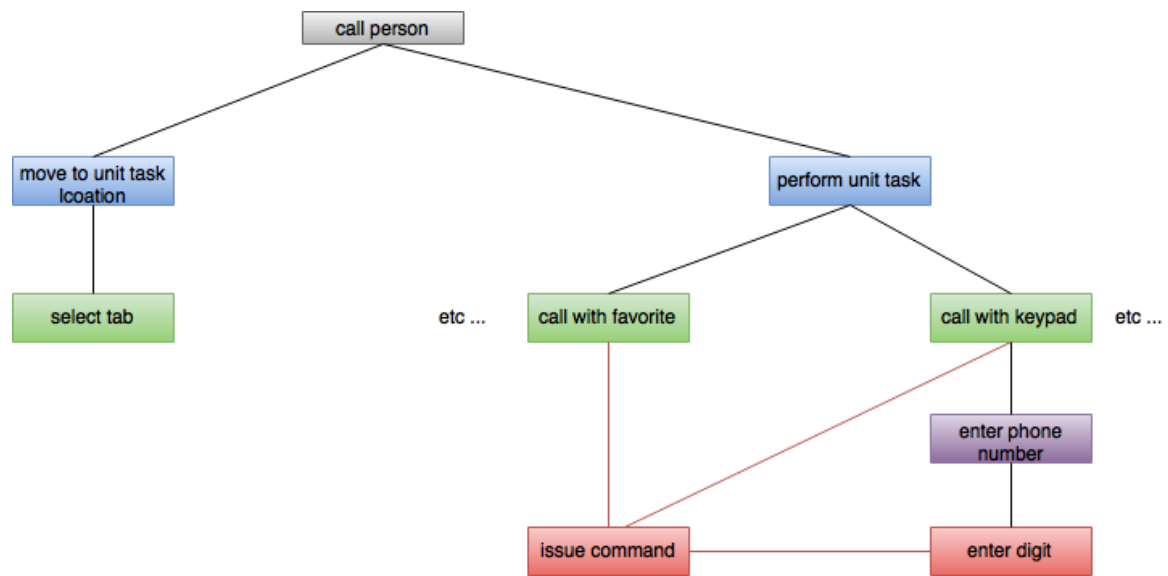 call person
move to unit task
lcoation
perform unit task
select tab
etc ...
call with favorite
call with keypad
etc ...
enter phone
number
issue command
enter digit